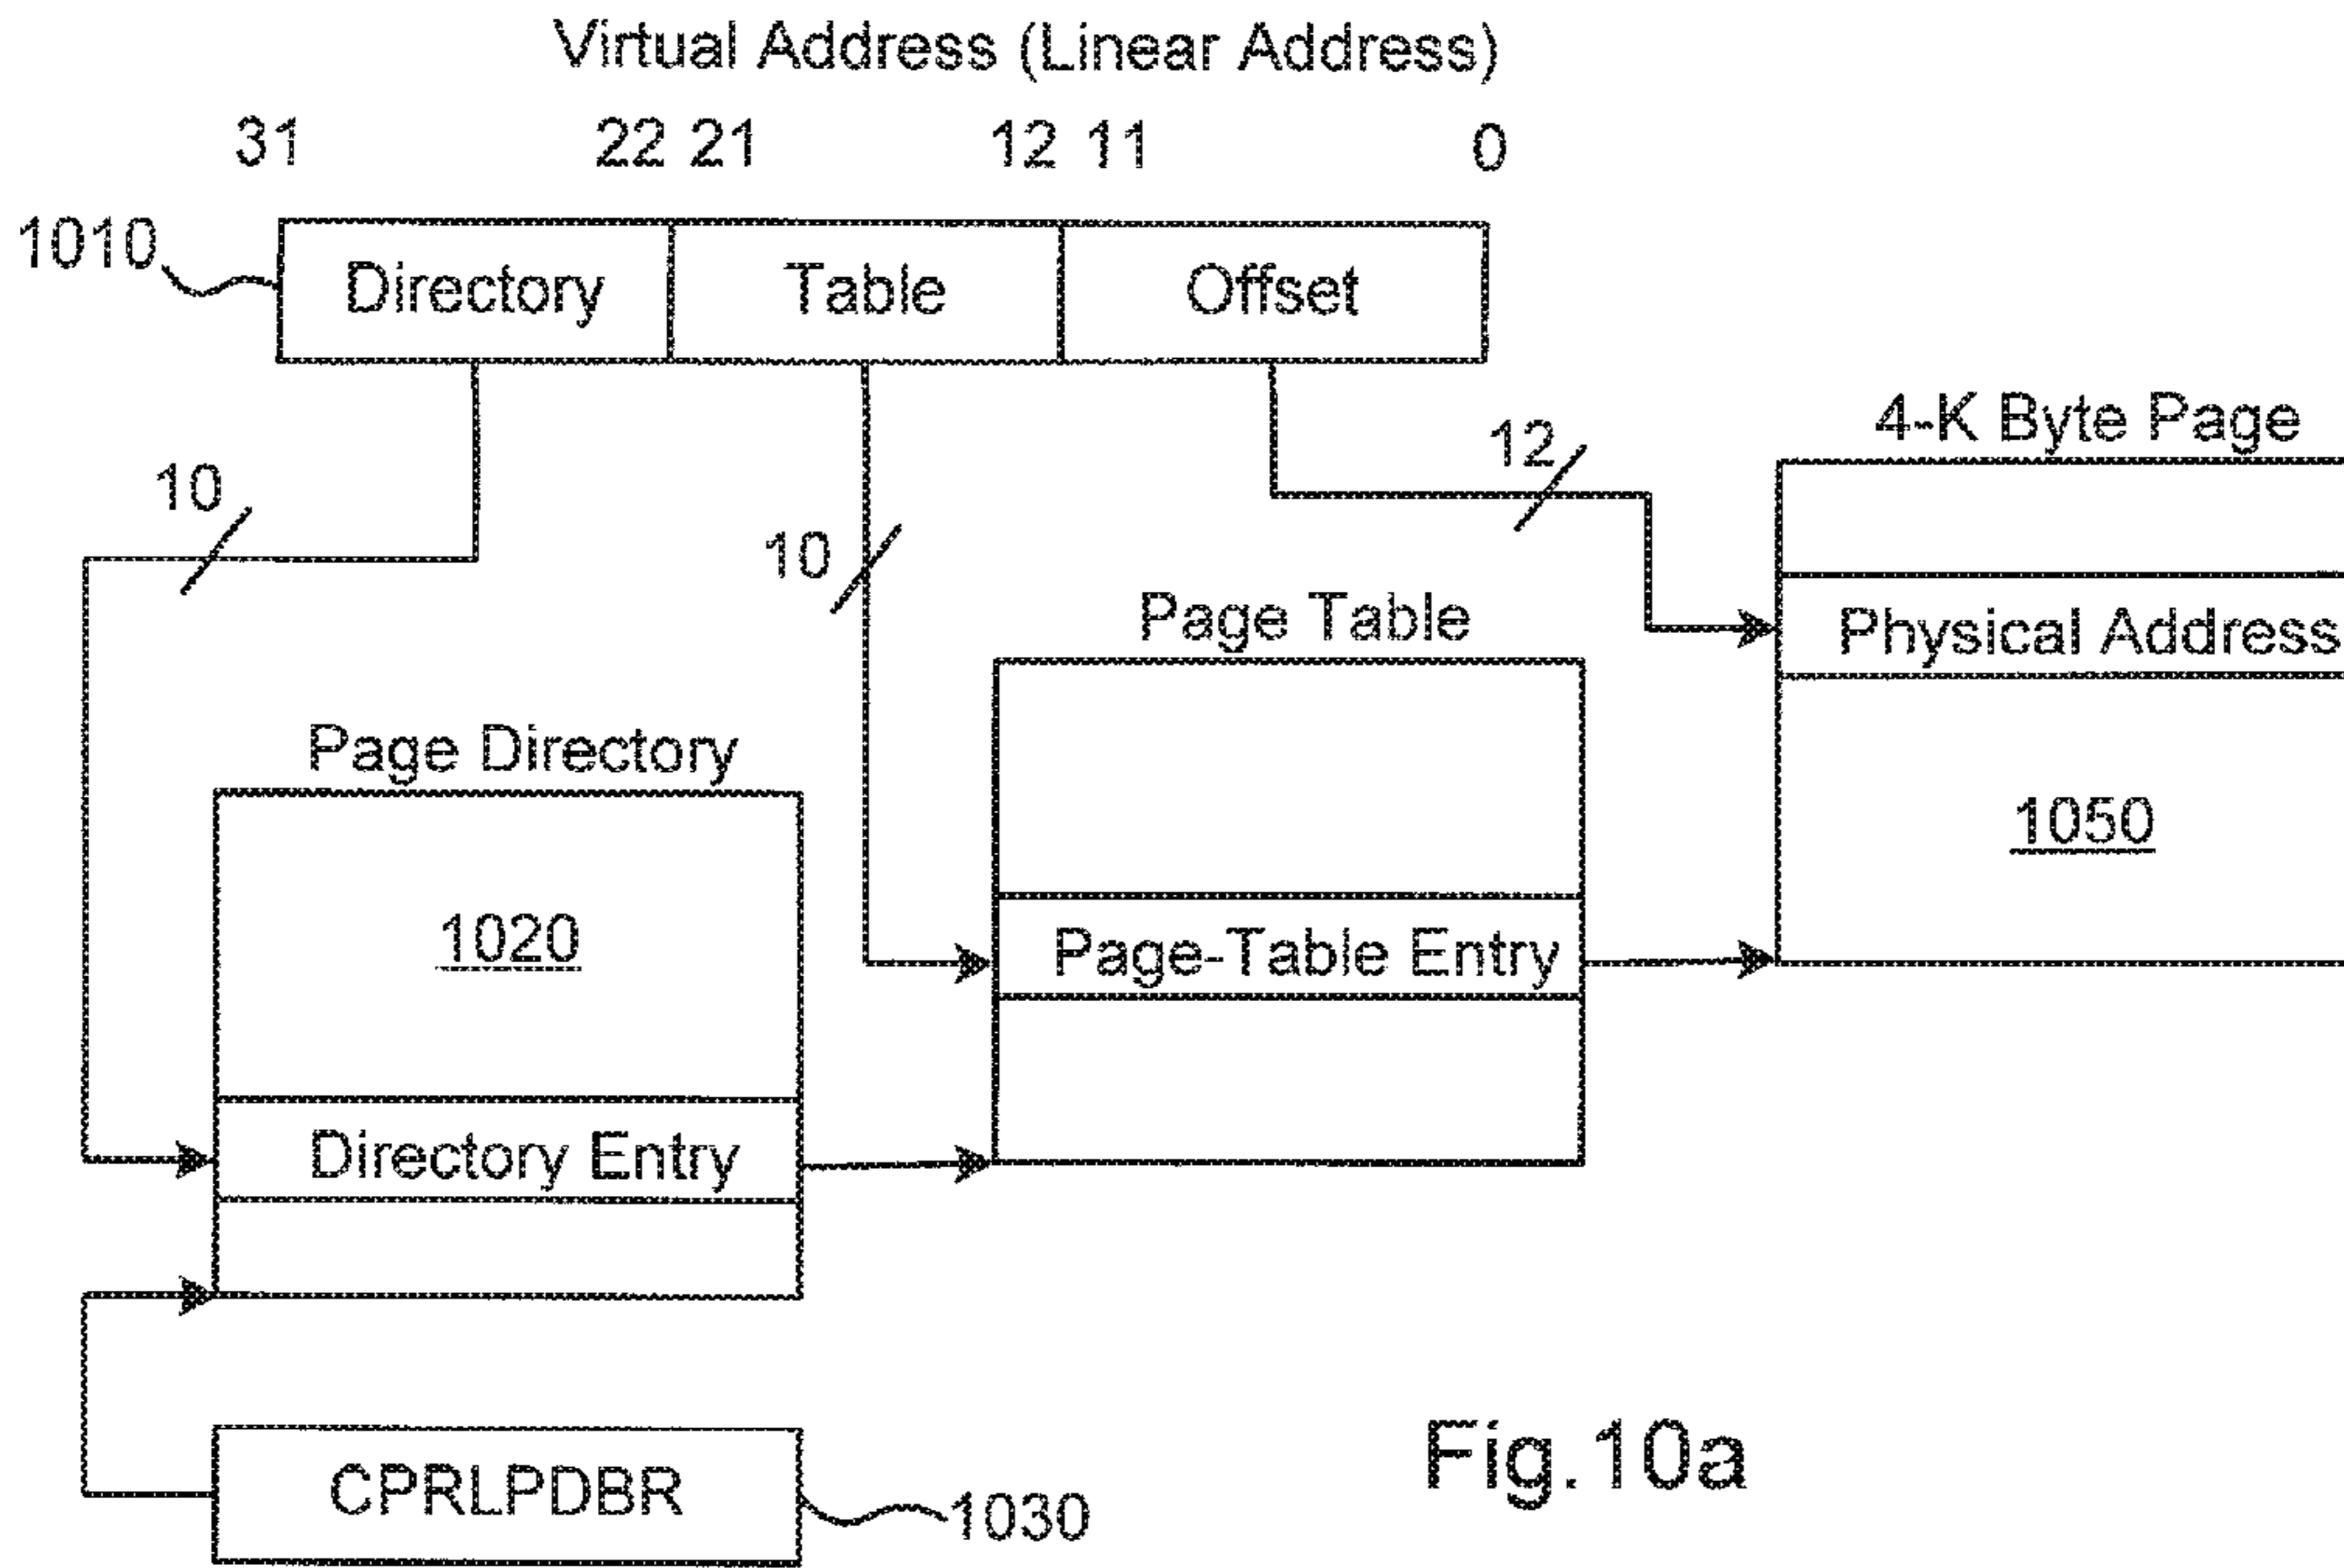 Virtual Address (Linear Address)
31 22 21 12 11 0
1010
Directory Table Offset
4-K Byte Page
12
10
10
Page Table
Physical Address
Page Directory
1050
1020
Page-Table Entry
Directory Entry
Fig.10a
CPRLPDBR
1030